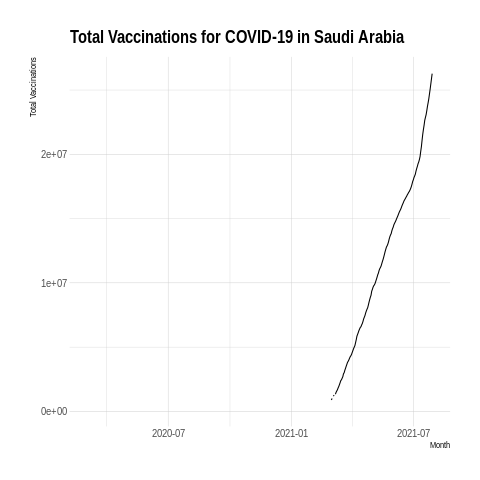 Total Vaccinations for COVID-19 in Saudi Arabia
Total Vaccinations
2e+07
1e+07
0e+00
2020-07 2021-01 2021-07
Month